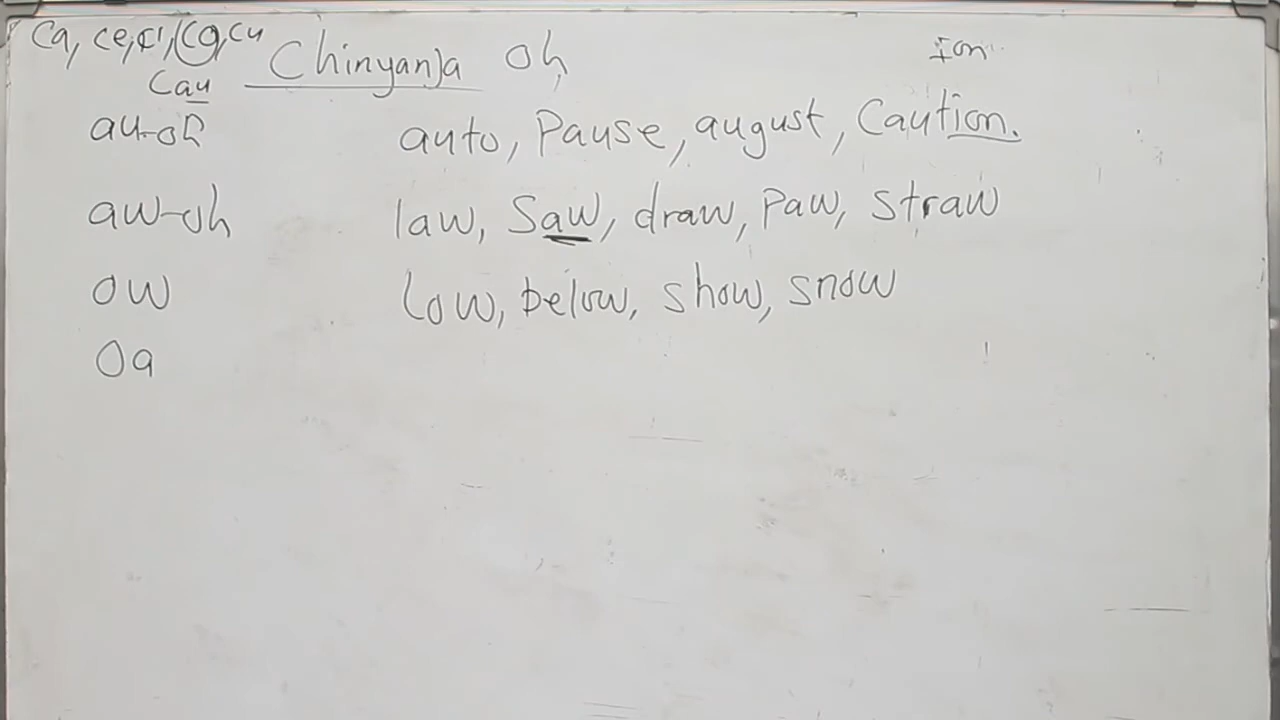 Ca, ce, ci, co, cu Chinyanja oh, ion
Cau
au-oh auto, Pause, august, Caution.
aw-oh law, Saw, draw, Paw, straw
ow Low, below, show, snow
Oa